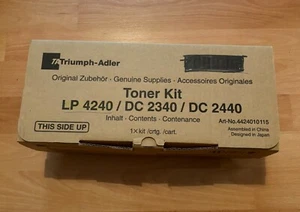 TA Triumph-Adler
Original Zubehör · Genuine Supplies · Accessoires Originales
Toner Kit
LP 4240 / DC 2340 / DC 2440
THIS SIDE UP
Inhalt · Contents · Contenance
1× kit /crtg. /cart.
Art-No.4424010115
Assembled in China
Designed in Japan